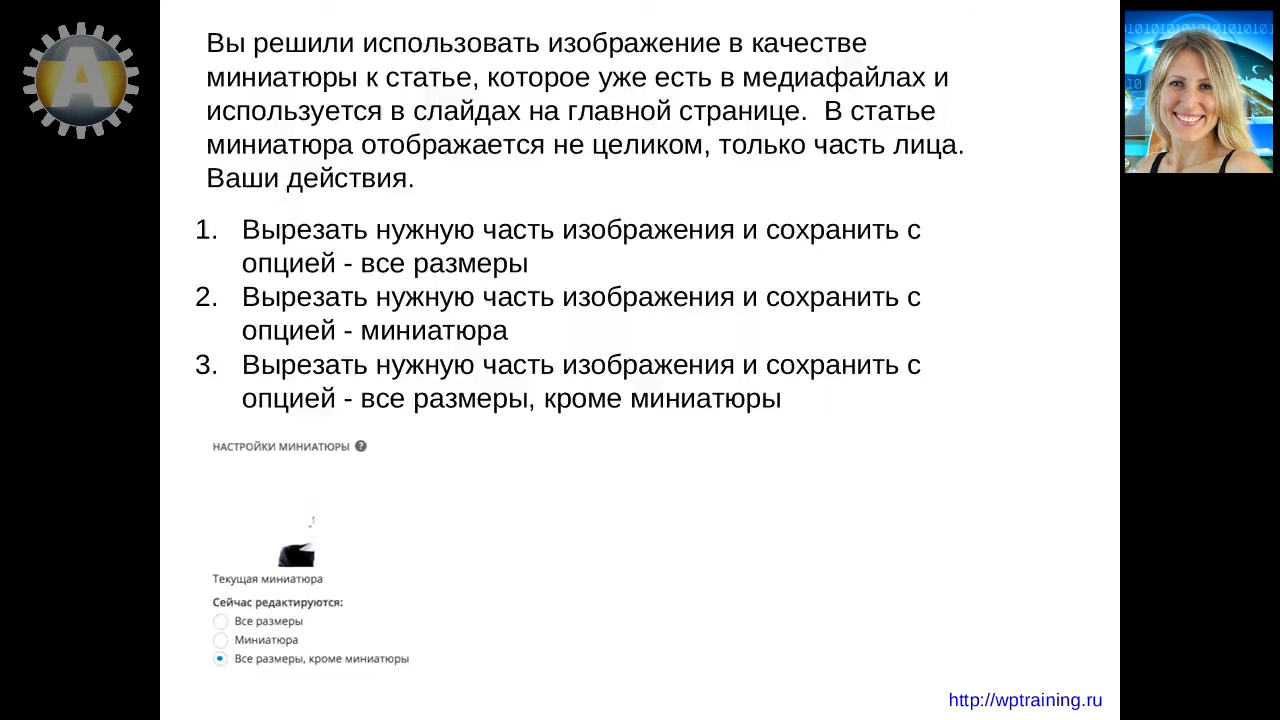 Вы решили использовать изображение в качестве
миниатюры к статье, которое уже есть в медиафайлах и
используется в слайдах на главной странице.  В статье
миниатюра отображается не целиком, только часть лица.
Ваши действия.
1. Вырезать нужную часть изображения и сохранить с
опцией - все размеры
2. Вырезать нужную часть изображения и сохранить с
опцией - миниатюра
3. Вырезать нужную часть изображения и сохранить с
опцией - все размеры, кроме миниатюры
НАСТРОЙКИ МИНИАТЮРЫ ?
Текущая миниатюра
Сейчас редактируются:
Все размеры
Миниатюра
Все размеры, кроме миниатюры
http://wptraining.ru
A